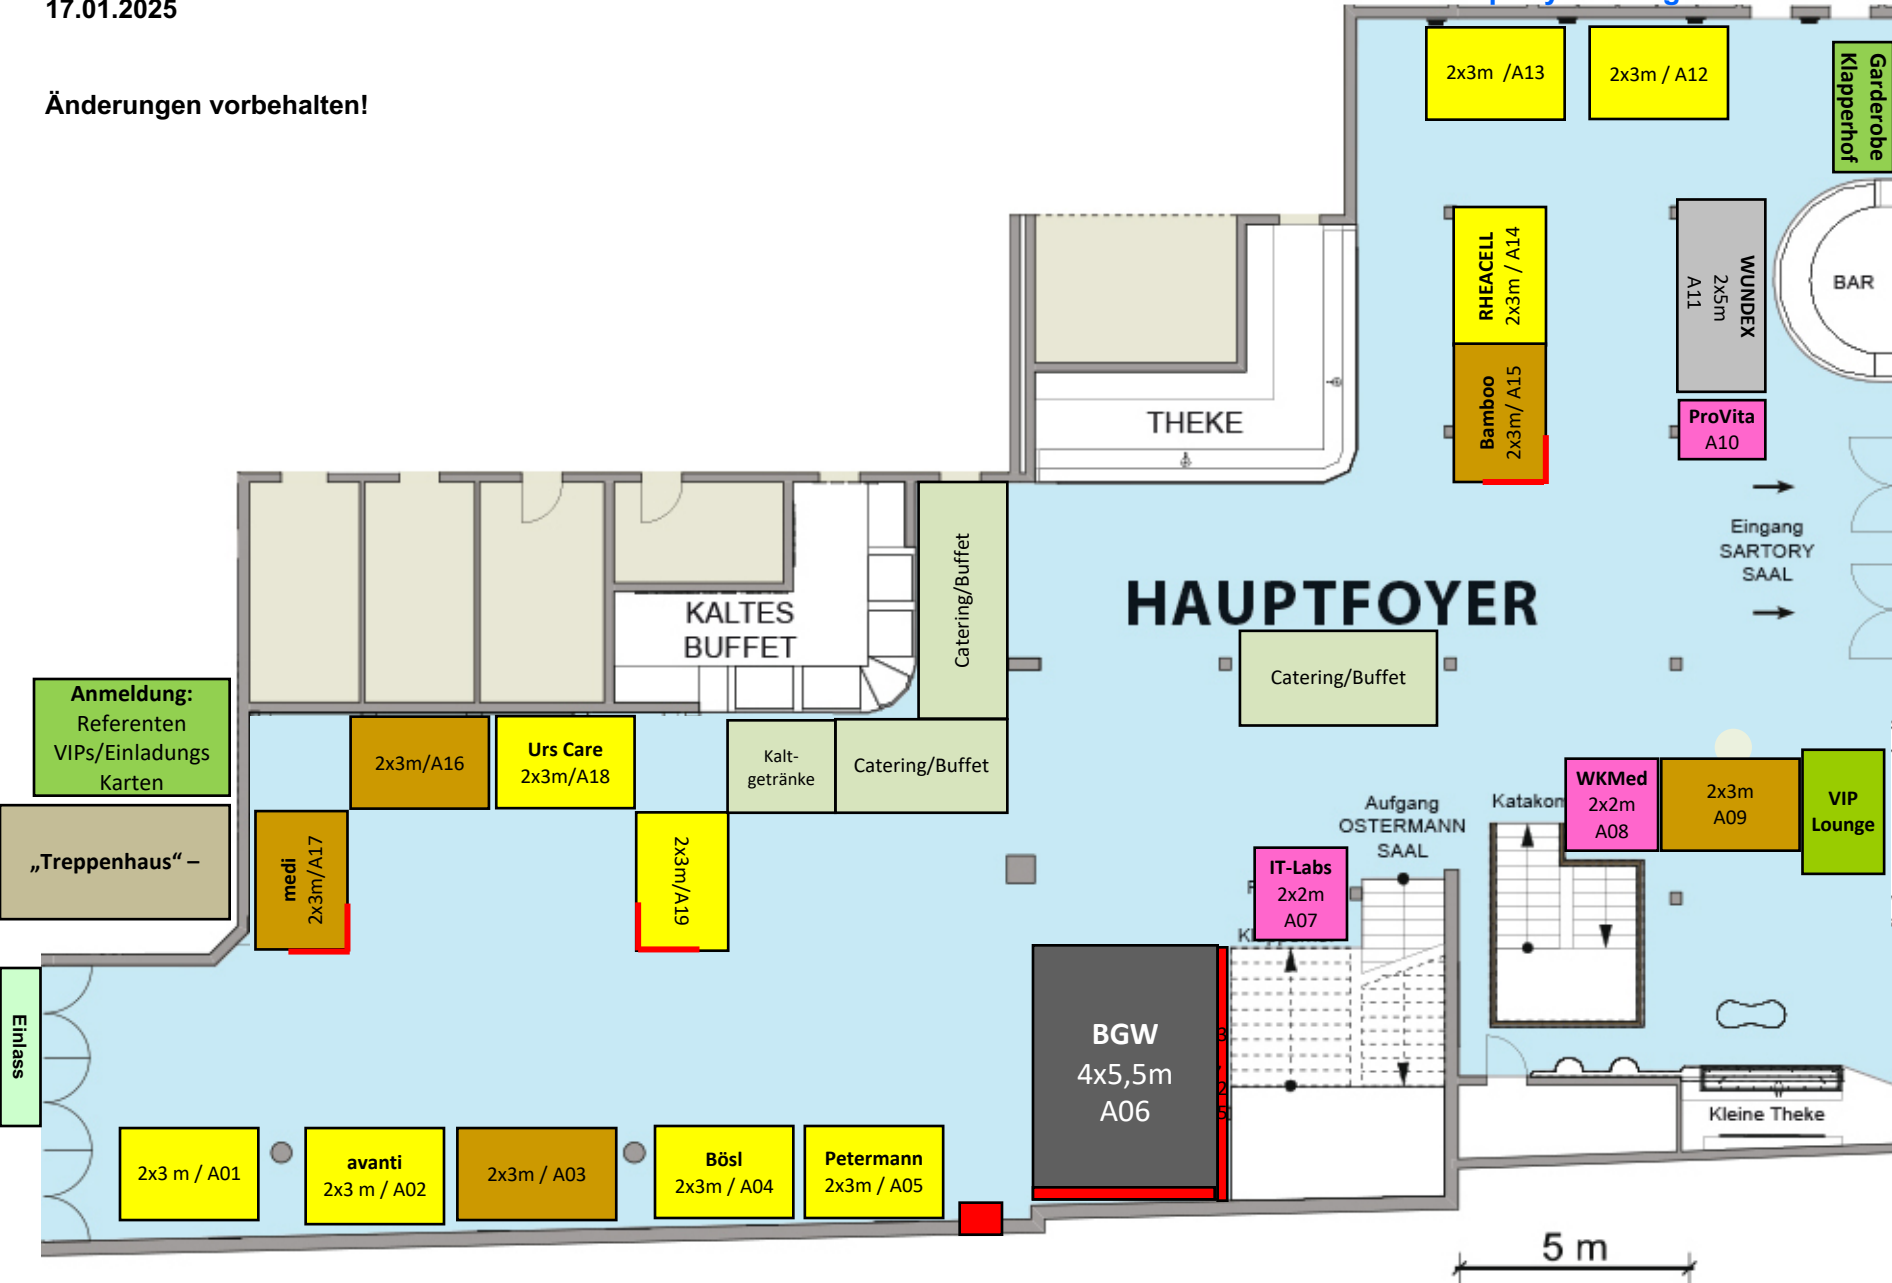 17.01.2025
Änderungen vorbehalten!
2x3m /A13
2x3m / A12
Garderobe
Klapperhof
RHEACELL
2x3m / A14
WUNDEX
2x5m
A11
BAR
Bamboo
2x3m/ A15
ProVita
A10
THEKE
Eingang
SARTORY
SAAL
HAUPTFOYER
Catering/Buffet
KALTES
BUFFET
Catering/Buffet
Anmeldung:
Referenten
VIPs/Einladungs
Karten
2x3m/A16
Urs Care
2x3m/A18
Kalt-
getränke
Catering/Buffet
WKMed
2x2m
A08
2x3m
A09
VIP
Lounge
Aufgang
OSTERMANN
SAAL
Katakom
„Treppenhaus“ –
medi
2x3m/A17
2x3m/A19
IT-Labs
2x2m
A07
Einlass
BGW
4x5,5m
A06
Kleine Theke
2x3 m / A01
avanti
2x3 m / A02
2x3m / A03
Bösl
2x3m / A04
Petermann
2x3m / A05
5 m